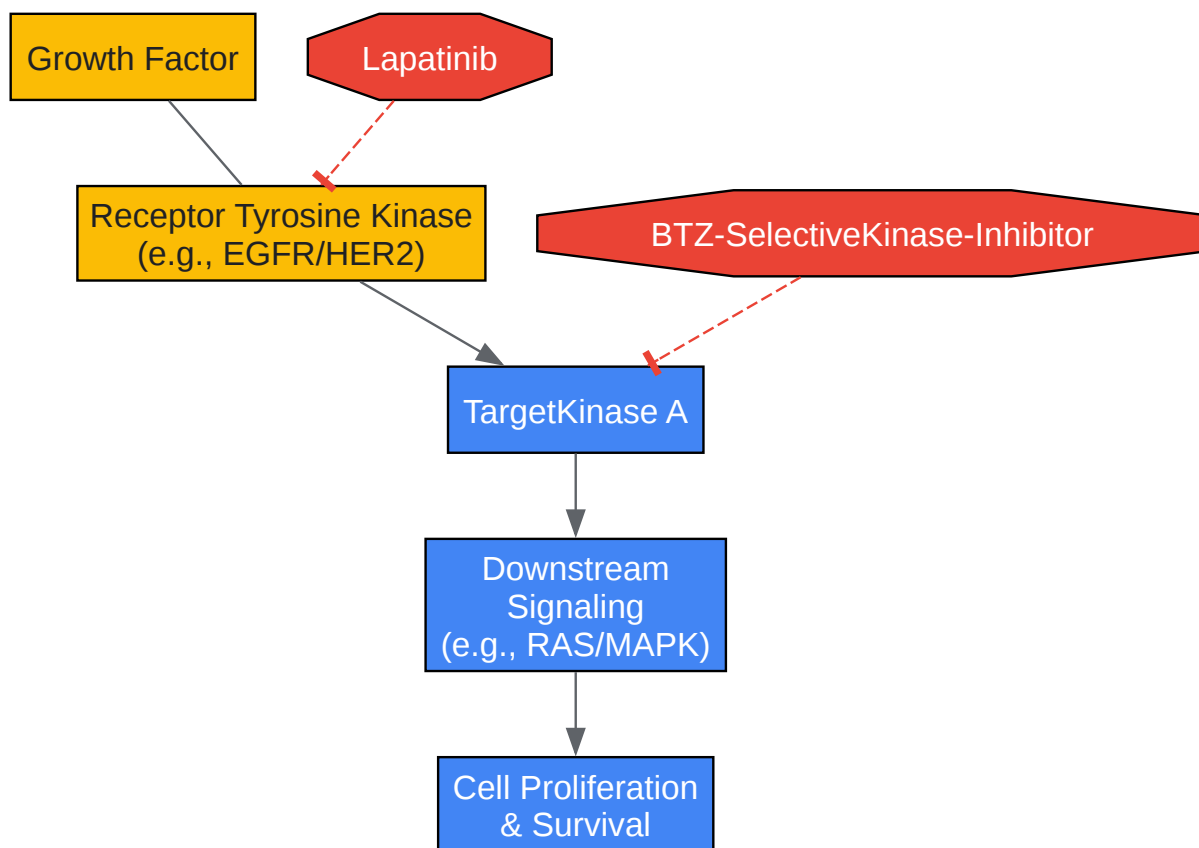 Growth Factor
Lapatinib
Receptor Tyrosine Kinase
(e.g., EGFR/HER2)
BTZ-SelectiveKinase-Inhibitor
TargetKinase A
Downstream
Signaling
(e.g., RAS/MAPK)
Cell Proliferation
& Survival